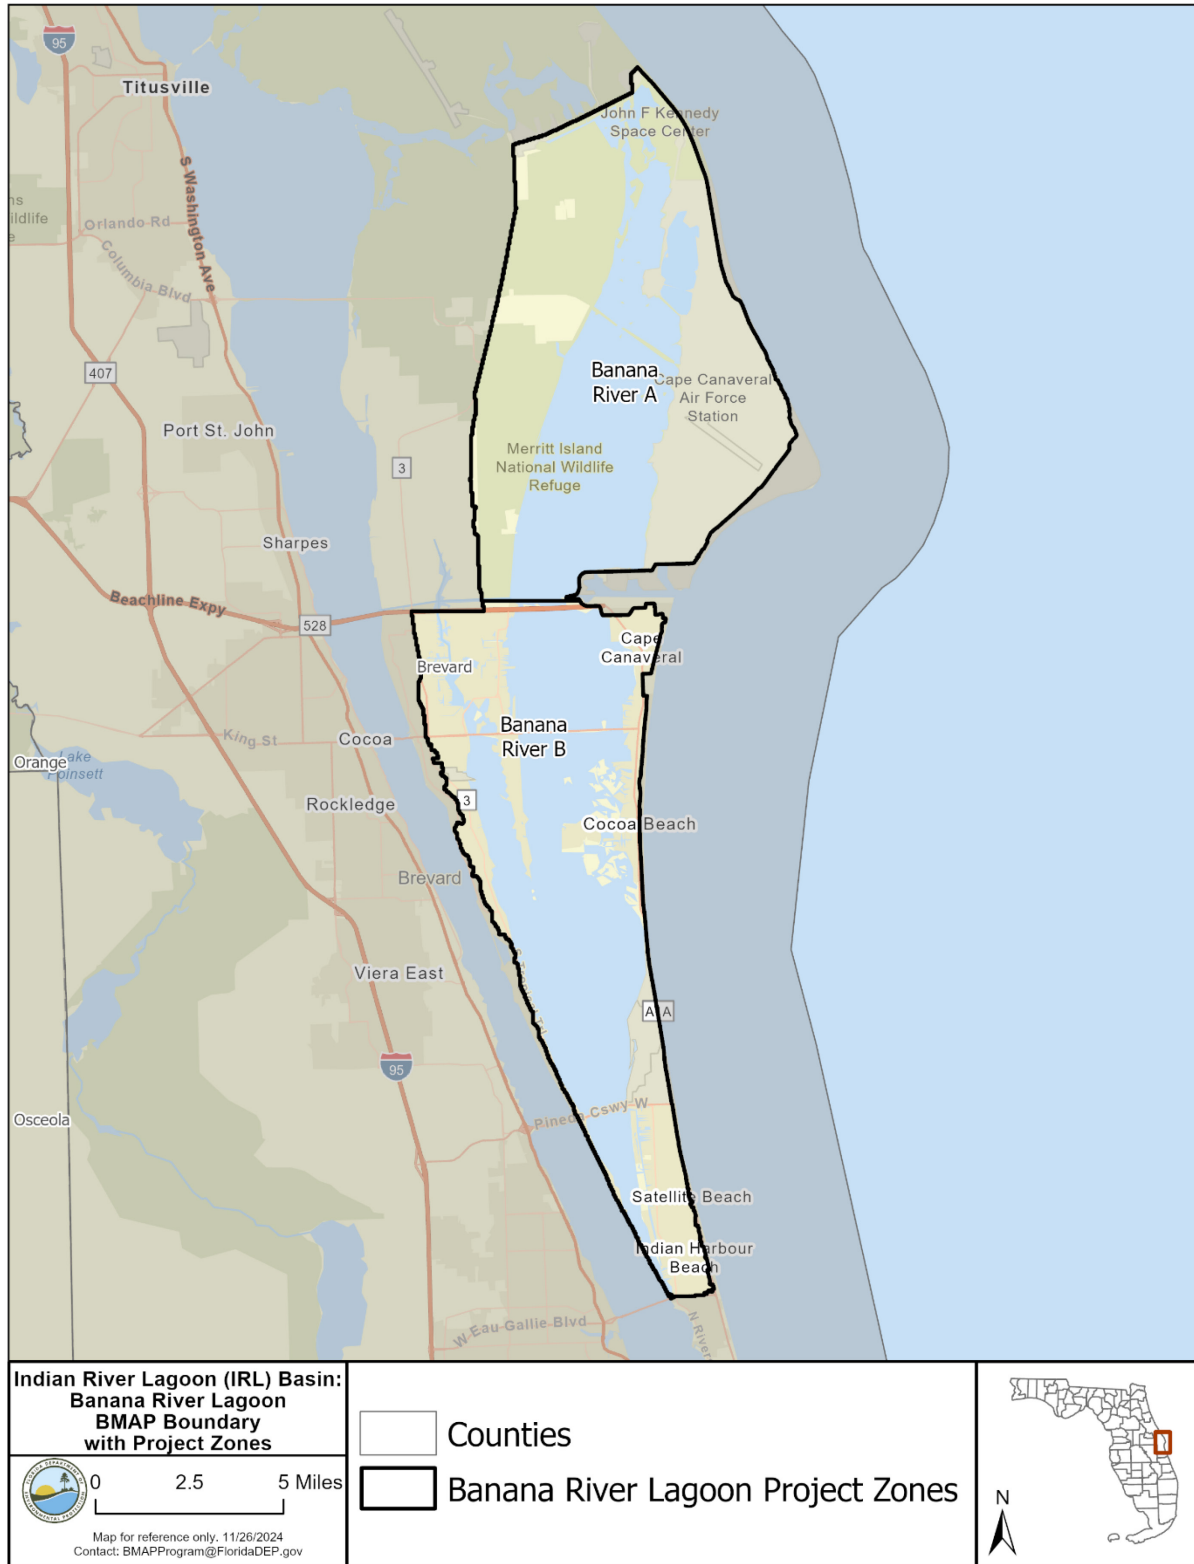 95
Titusville
John F Kennedy
Space Center
S Washington Ave
ns
ildlife
e
Orlando Rd
Columbia Blvd
407
Banana
River A
Cape Canaveral
Air Force
Station
Port St. John
Merritt Island
National Wildlife
Refuge
3
Sharpes
Beachline Expy
528
Cape
Canaveral
Brevard
Banana
River B
King St
Cocoa
Orange
Lake
Poinsett
3
Rockledge
Cocoa Beach
Brevard
Viera East
S Tropical Trl
A1A
95
Osceola
Pineda Cswy W
Satellite Beach
Indian Harbour
Beach
W Eau Gallie Blvd
N River
Indian River Lagoon (IRL) Basin:
Banana River Lagoon
BMAP Boundary
with Project Zones
0 2.5 5 Miles
Map for reference only. 11/26/2024
Contact: BMAPProgram@FloridaDEP.gov
Counties
Banana River Lagoon Project Zones
N